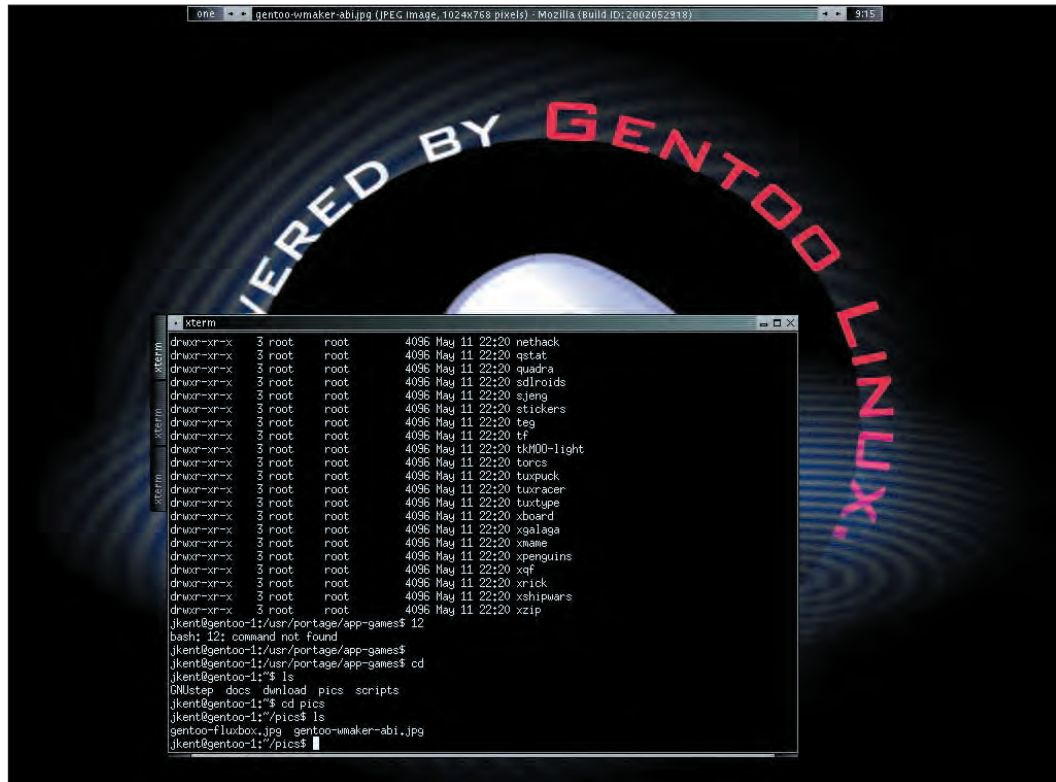 one gentoo-wmaker-abi.jpg (JPEG Image, 1024x768 pixels) - Mozilla (Build ID: 2002052918) 9:15
BY GENTOO LINUX.
xterm
xterm
xterm
xterm
drwxr-xr-x 3 root root 4096 May 11 22:20 nethack
drwxr-xr-x 3 root root 4096 May 11 22:20 qstat
drwxr-xr-x 3 root root 4096 May 11 22:20 quadra
drwxr-xr-x 3 root root 4096 May 11 22:20 sdlroids
drwxr-xr-x 3 root root 4096 May 11 22:20 sjeng
drwxr-xr-x 3 root root 4096 May 11 22:20 stickers
drwxr-xr-x 3 root root 4096 May 11 22:20 teg
drwxr-xr-x 3 root root 4096 May 11 22:20 tf
drwxr-xr-x 3 root root 4096 May 11 22:20 tkMOO-light
drwxr-xr-x 3 root root 4096 May 11 22:20 torcs
drwxr-xr-x 3 root root 4096 May 11 22:20 tuxpuck
drwxr-xr-x 3 root root 4096 May 11 22:20 tuxracer
drwxr-xr-x 3 root root 4096 May 11 22:20 tuxtype
drwxr-xr-x 3 root root 4096 May 11 22:20 xboard
drwxr-xr-x 3 root root 4096 May 11 22:20 xgalaga
drwxr-xr-x 3 root root 4096 May 11 22:20 xmame
drwxr-xr-x 3 root root 4096 May 11 22:20 xpenguins
drwxr-xr-x 3 root root 4096 May 11 22:20 xqf
drwxr-xr-x 3 root root 4096 May 11 22:20 xrick
drwxr-xr-x 3 root root 4096 May 11 22:20 xshipwars
drwxr-xr-x 3 root root 4096 May 11 22:20 xzip
jkent@gentoo-1:/usr/portage/app-games$ 12
bash: 12: command not found
jkent@gentoo-1:/usr/portage/app-games$
jkent@gentoo-1:/usr/portage/app-games$ cd
jkent@gentoo-1:~$ ls
GNUstep docs dwnload pics scripts
jkent@gentoo-1:~$ cd pics
jkent@gentoo-1:~/pics$ ls
gentoo-fluxbox.jpg gentoo-wmaker-abi.jpg
jkent@gentoo-1:~/pics$